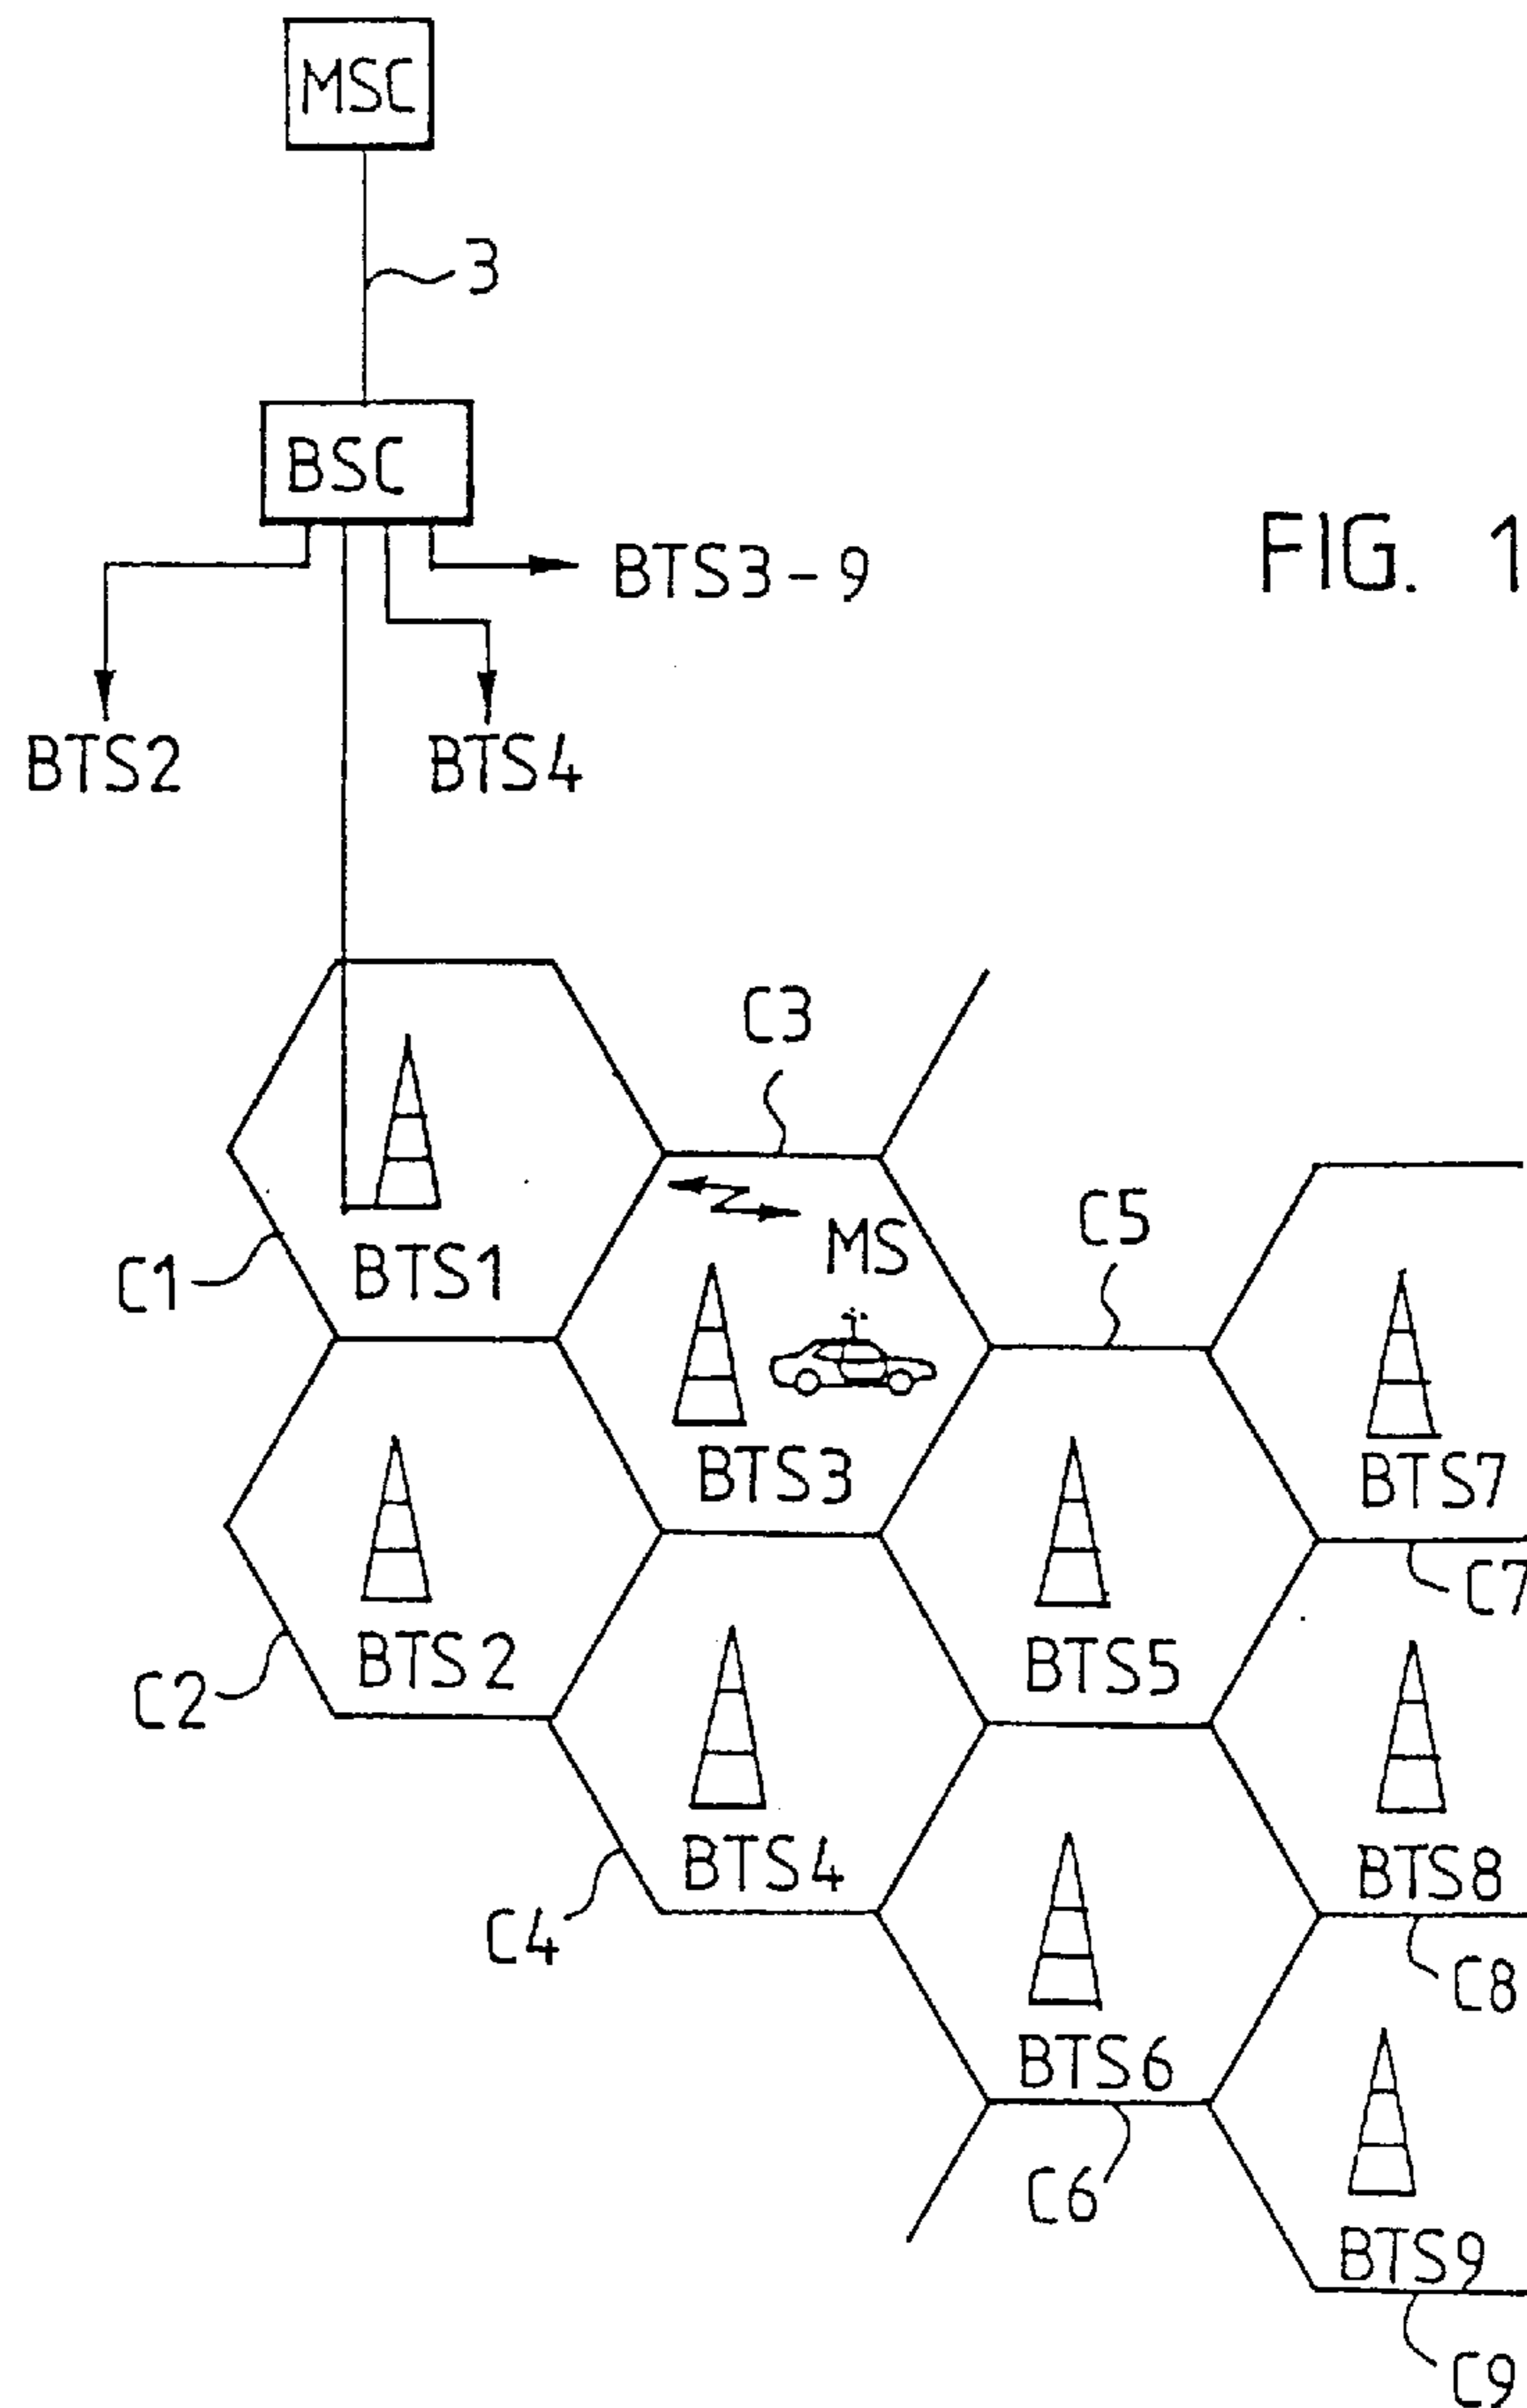 MSC
3
BSC
FIG. 1
BTS3-9
BTS2
BTS4
C3
C5
MS
C1
BTS1
BTS3
BTS7
C7
BTS2
BTS5
C2
BTS4
BTS8
C4
C8
BTS6
C6
BTS9
C9